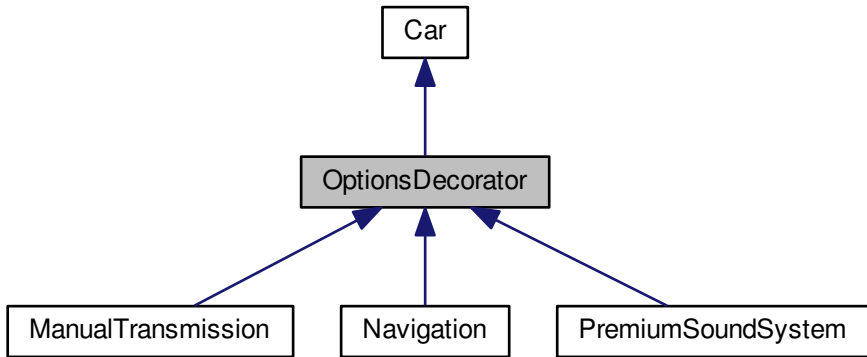 Car
OptionsDecorator
ManualTransmission
Navigation
PremiumSoundSystem